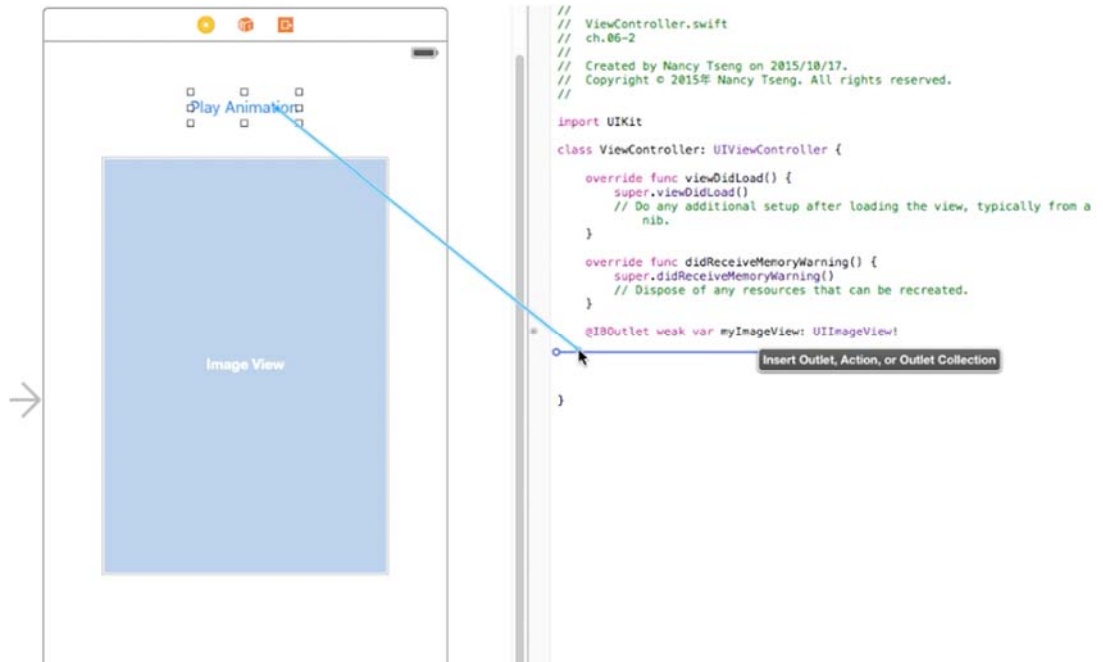 Play Animation
Image View
//
//  ViewController.swift
//  ch.06-2
//
//  Created by Nancy Tseng on 2015/10/17.
//  Copyright © 2015年 Nancy Tseng. All rights reserved.
//
import UIKit
class ViewController: UIViewController {
    override func viewDidLoad() {
        super.viewDidLoad()
        // Do any additional setup after loading the view, typically from a
            nib.
    }
    override func didReceiveMemoryWarning() {
        super.didReceiveMemoryWarning()
        // Dispose of any resources that can be recreated.
    }
    @IBOutlet weak var myImageView: UIImageView!
Insert Outlet, Action, or Outlet Collection
}